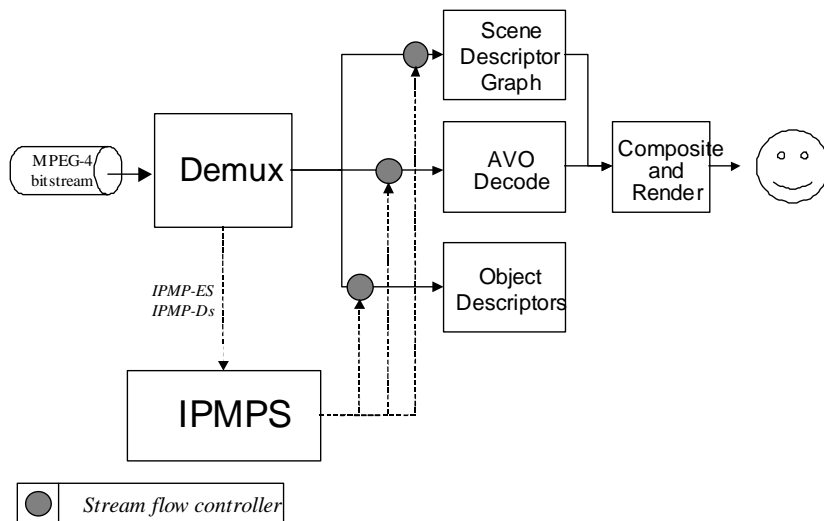 Scene
Descriptor
Graph
MPEG-4
bitstream
Demux
AVO
Decode
Composite
and
Render
IPMP-ES
IPMP-Ds
Object
Descriptors
IPMPS
Stream flow controller